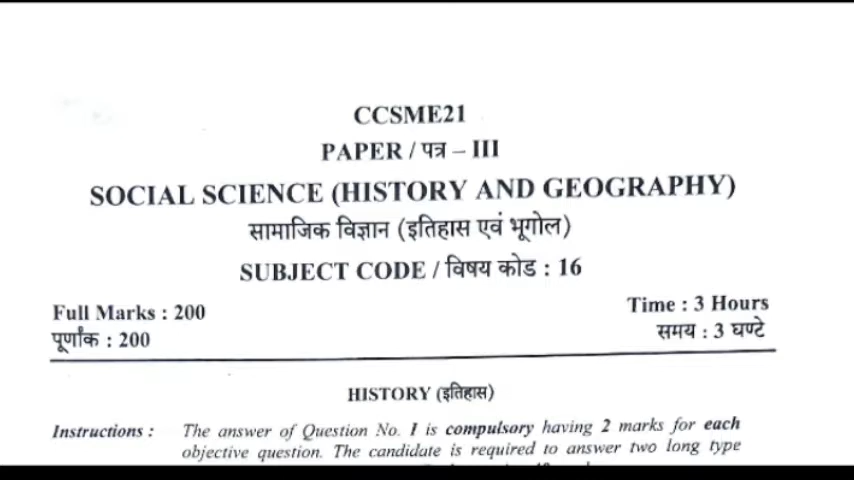 CCSME21
PAPER / पत्र – III
SOCIAL SCIENCE (HISTORY AND GEOGRAPHY)
सामाजिक विज्ञान (इतिहास एवं भूगोल)
SUBJECT CODE / विषय कोड : 16
Full Marks : 200
Time : 3 Hours
पूर्णांक : 200
समय : 3 घण्टे
HISTORY (इतिहास)
Instructions : The answer of Question No. 1 is compulsory having 2 marks for each
objective question. The candidate is required to answer two long type